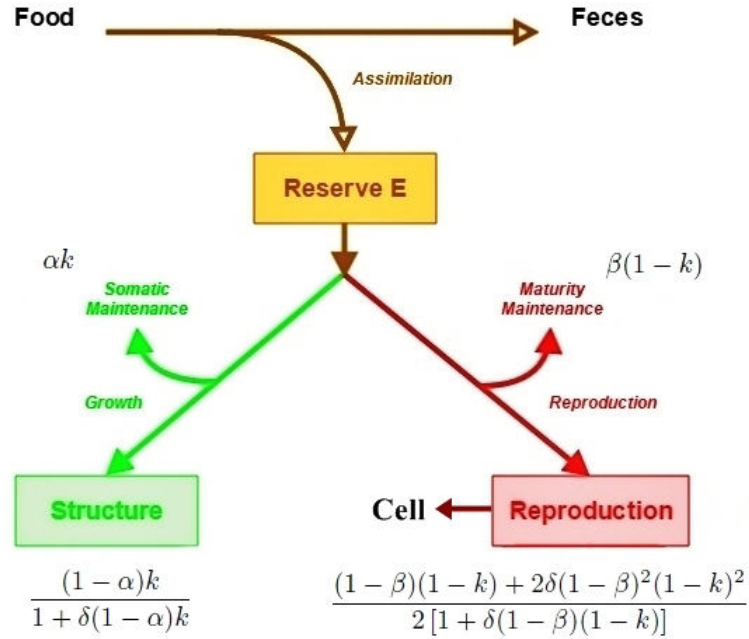 Food Feces
Assimilation
Reserve E
αk
β(1 − k)
Somatic
Maintenance
Maturity
Maintenance
Growth
Reproduction
Structure
Cell
Reproduction
(1 − α)k / 1 + δ(1 − α)k
(1 − β)(1 − k) + 2δ(1 − β)²(1 − k)² / 2 [1 + δ(1 − β)(1 − k)]